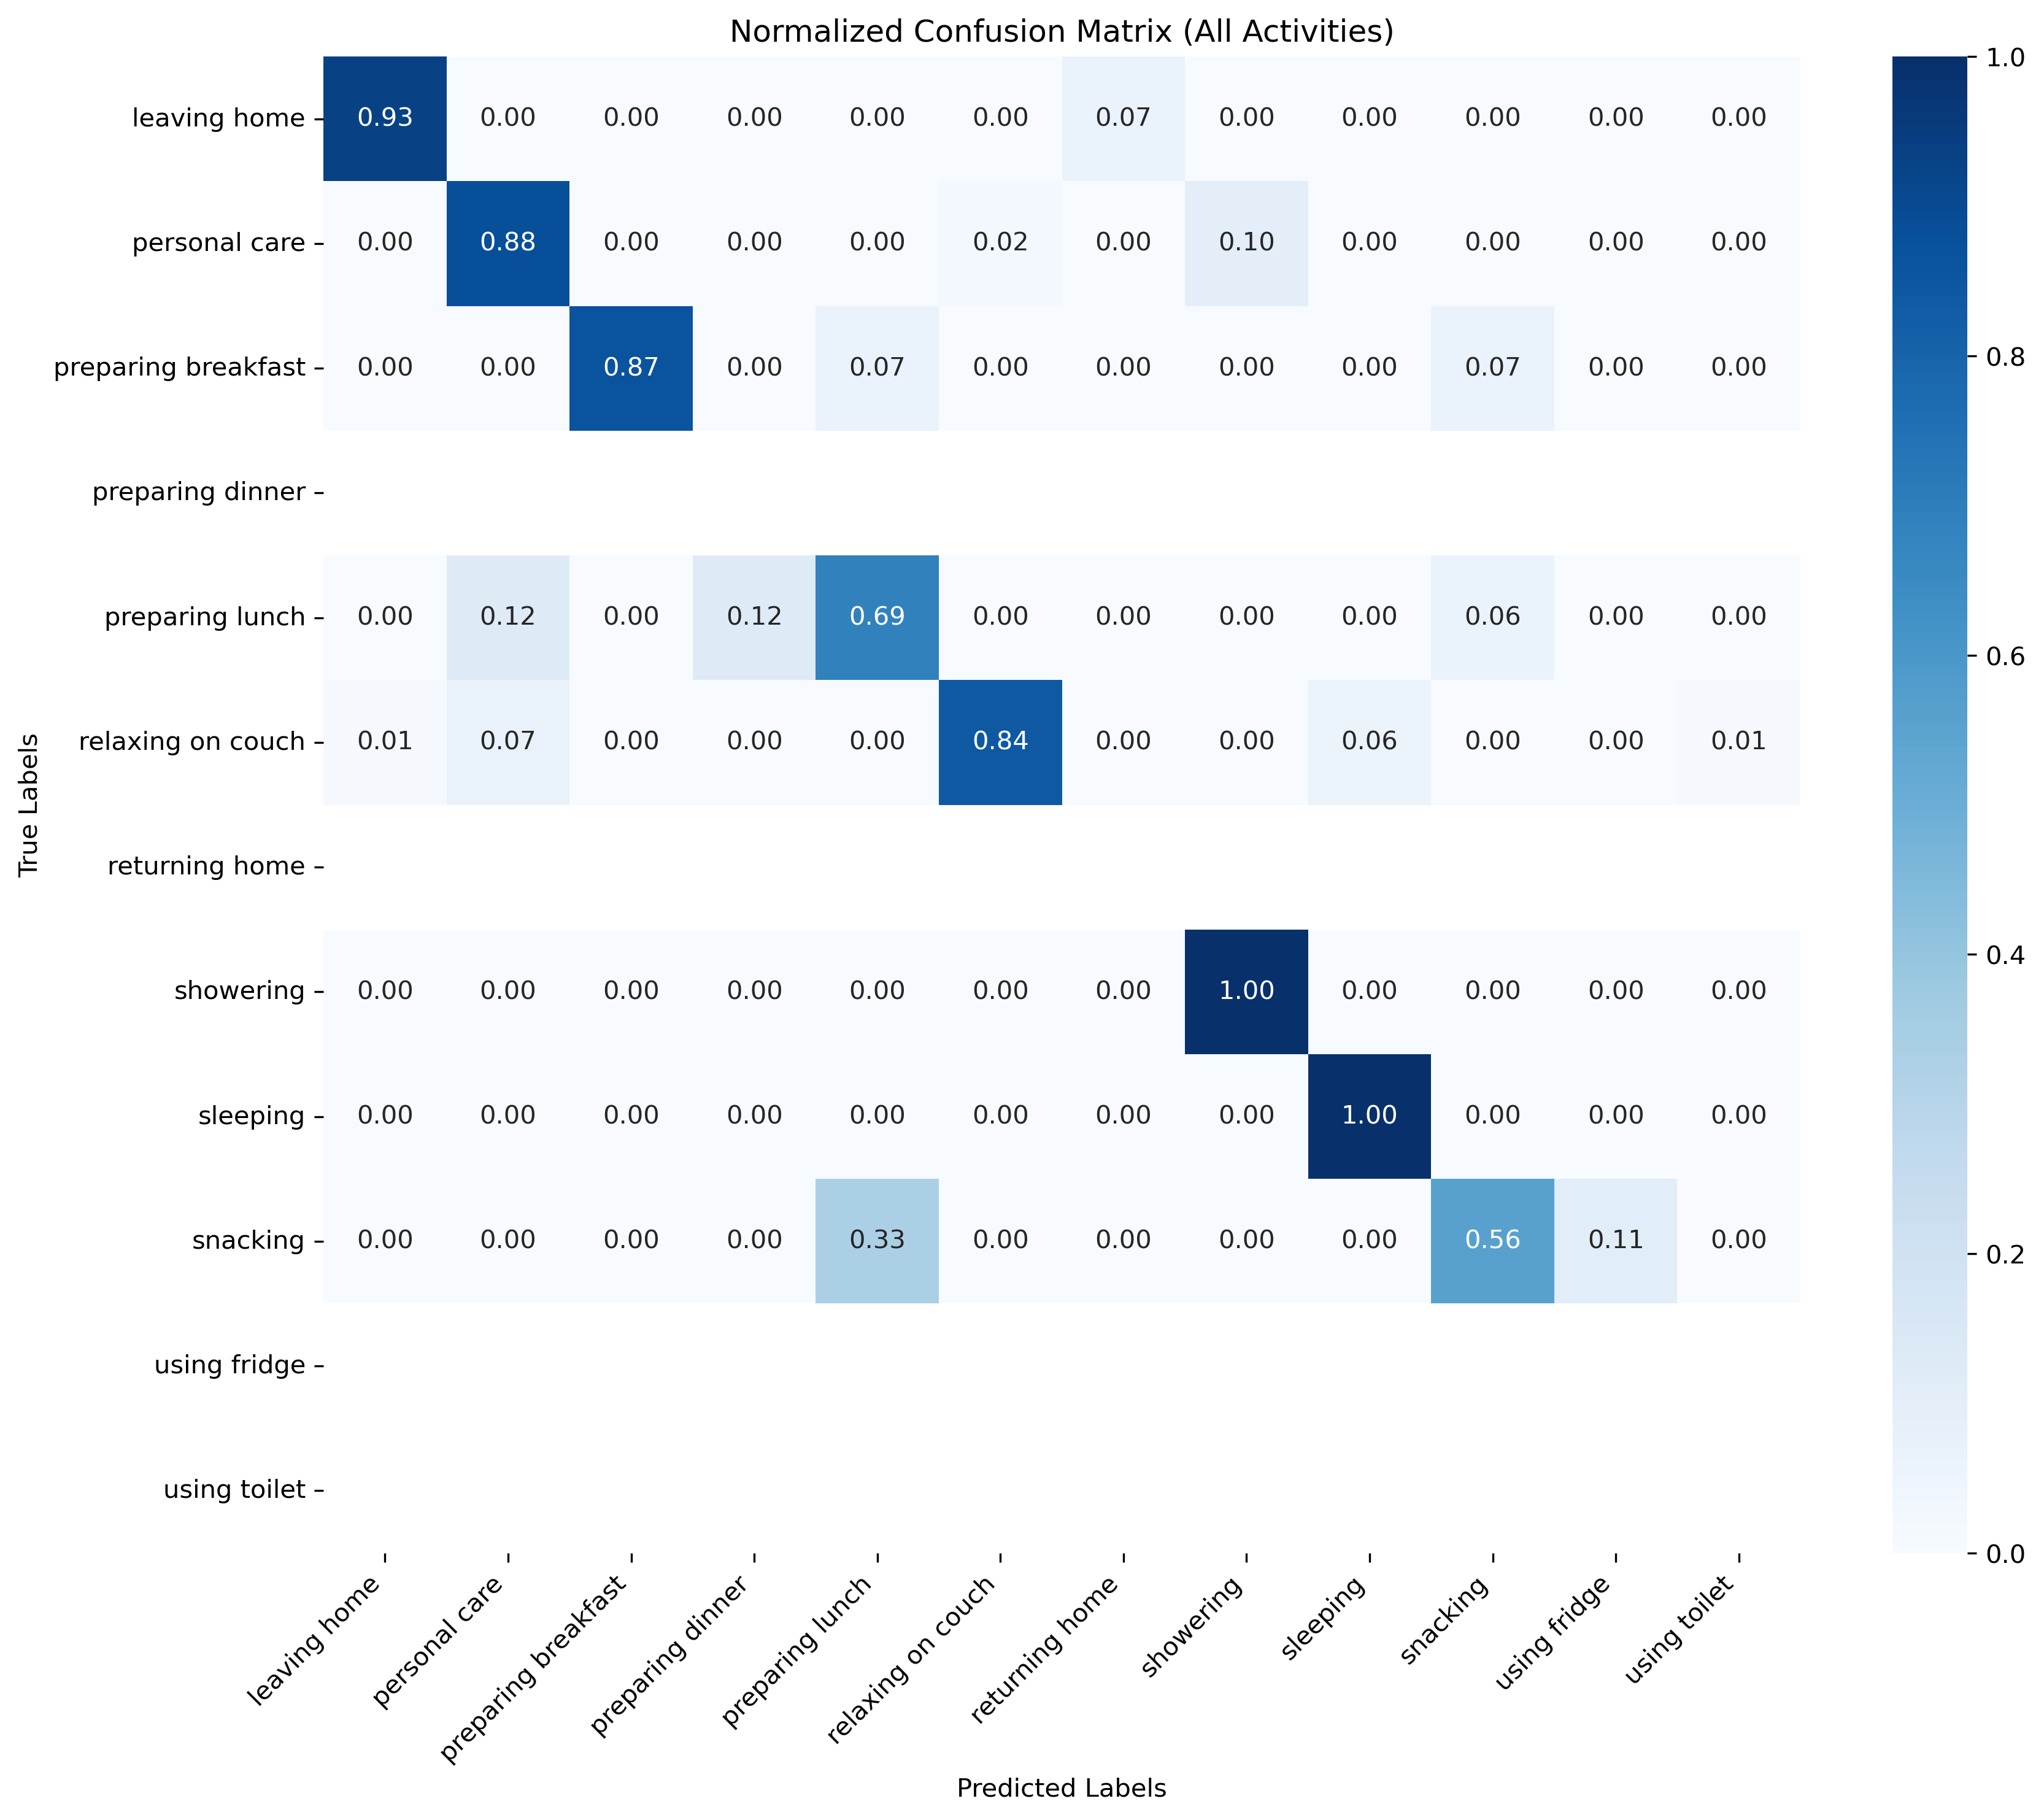 Normalized Confusion Matrix (All Activities)
leaving home 0.93 0.00 0.00 0.00 0.00 0.00 0.07 0.00 0.00 0.00 0.00 0.00
personal care 0.00 0.88 0.00 0.00 0.00 0.02 0.00 0.10 0.00 0.00 0.00 0.00
preparing breakfast 0.00 0.00 0.87 0.00 0.07 0.00 0.00 0.00 0.00 0.07 0.00 0.00
preparing dinner
preparing lunch 0.00 0.12 0.00 0.12 0.69 0.00 0.00 0.00 0.00 0.06 0.00 0.00
relaxing on couch 0.01 0.07 0.00 0.00 0.00 0.84 0.00 0.00 0.06 0.00 0.00 0.01
returning home
showering 0.00 0.00 0.00 0.00 0.00 0.00 0.00 1.00 0.00 0.00 0.00 0.00
sleeping 0.00 0.00 0.00 0.00 0.00 0.00 0.00 0.00 1.00 0.00 0.00 0.00
snacking 0.00 0.00 0.00 0.00 0.33 0.00 0.00 0.00 0.00 0.56 0.11 0.00
using fridge
using toilet
True Labels
leaving home
personal care
preparing breakfast
preparing dinner
preparing lunch
relaxing on couch
returning home
showering
sleeping
snacking
using fridge
using toilet
Predicted Labels
1.0
0.8
0.6
0.4
0.2
0.0